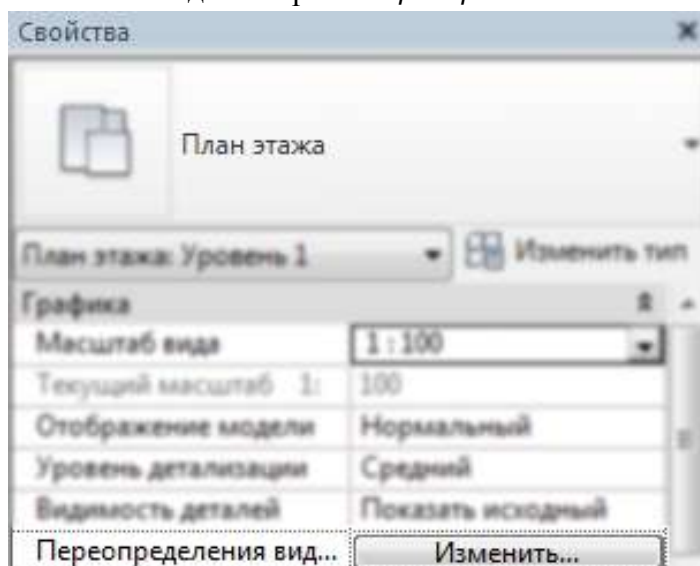 Свойства
План этажа
План этажа: Уровень 1 Изменить тип
Графика
Масштаб вида 1 : 100
Текущий масштаб 1: 100
Отображение модели Нормальный
Уровень детализации Средний
Видимость деталей Показать исходный
Переопределения вид... Изменить...